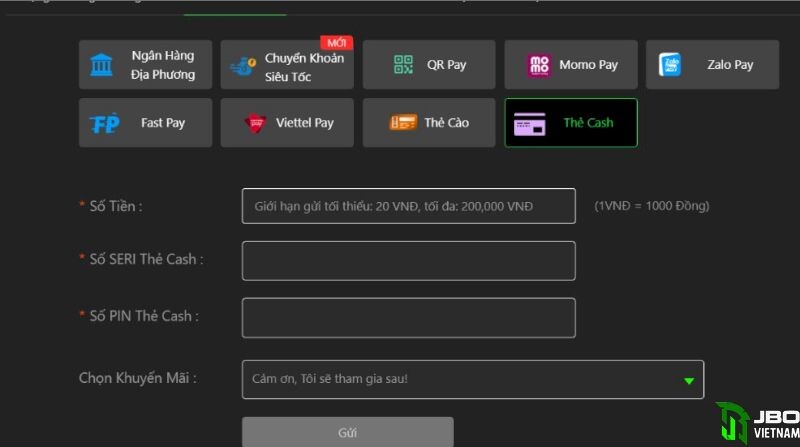 Ngân Hàng
Địa Phương
MỚI
Chuyển Khoản
Siêu Tốc
QR Pay
momo
Momo Pay
Zalo
Zalo Pay
FP
Fast Pay
Viettel Pay
Thẻ Cào
Thẻ Cash
* Số Tiền :
Giới hạn gửi tối thiểu: 20 VNĐ, tối đa: 200,000 VNĐ
(1VNĐ = 1000 Đồng)
* Số SERI Thẻ Cash :
* Số PIN Thẻ Cash :
Chọn Khuyến Mãi :
Cảm ơn, Tôi sẽ tham gia sau!
Gửi
JBO
VIETNAM